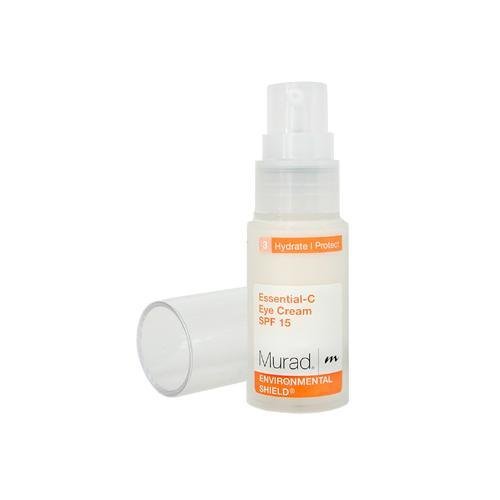 3 Hydrate | Protect
Essential-C
Eye Cream
SPF 15
Murad® | m
ENVIRONMENTAL
SHIELD®